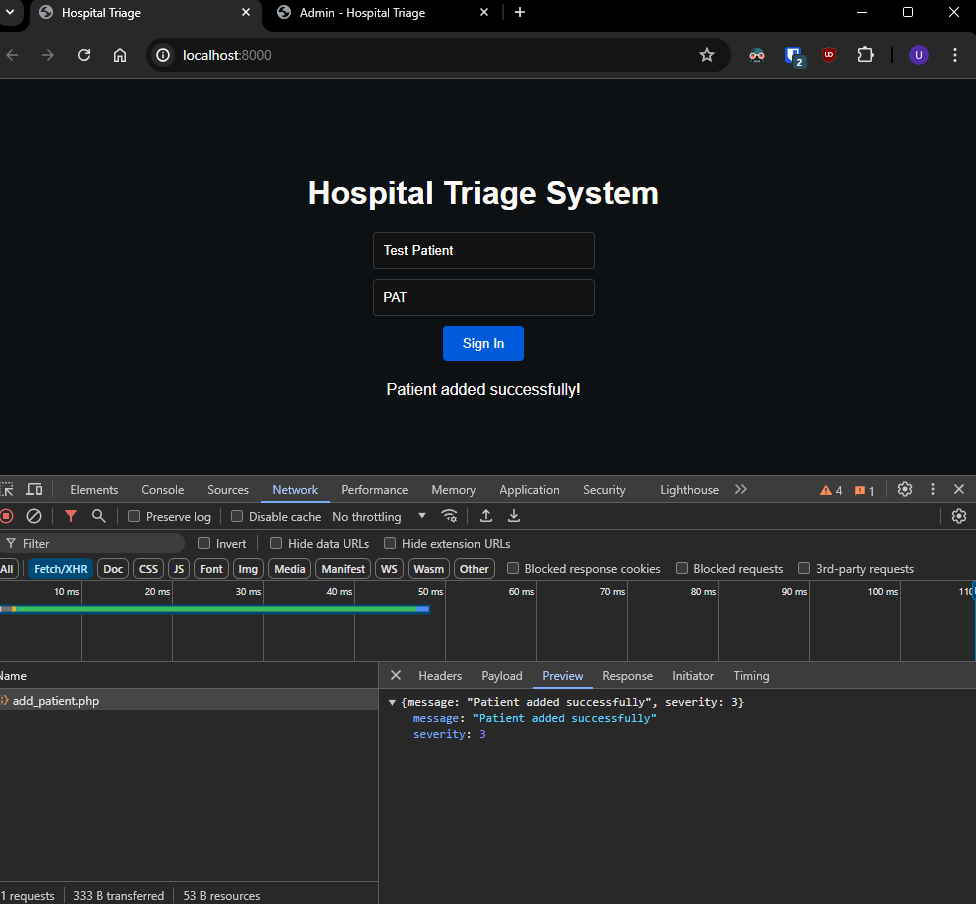 Hospital Triage
Admin - Hospital Triage
localhost:8000
2
U
Hospital Triage System
Test Patient
PAT
Sign In
Patient added successfully!
Elements Console Sources Network Performance Memory Application Security Lighthouse 4 1
Preserve log Disable cache No throttling
Filter Invert Hide data URLs Hide extension URLs
All Fetch/XHR Doc CSS JS Font Img Media Manifest WS Wasm Other Blocked response cookies Blocked requests 3rd-party requests
10 ms 20 ms 30 ms 40 ms 50 ms 60 ms 70 ms 80 ms 90 ms 100 ms 110
Name
Headers Payload Preview Response Initiator Timing
add_patient.php
{message: "Patient added successfully", severity: 3}
message: "Patient added successfully"
severity: 3
1 requests 333 B transferred 53 B resources